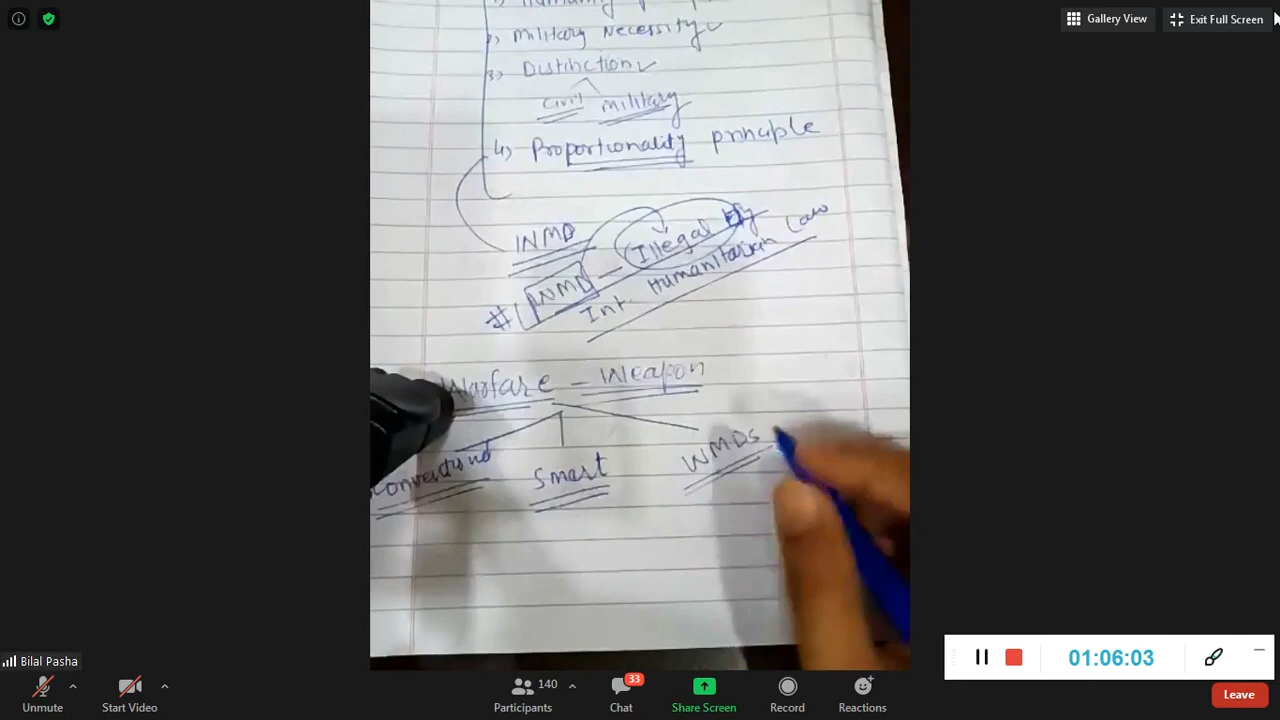 Gallery View
Exit Full Screen
2) Military Necessity ✓
3) Distinction ✓
Civil Military
4) Proportionality principle
WMD
# WMD – Illegal by
Int. Humanitarian Law
Warfare – Weapon
Conventional Smart WMDs
Bilal Pasha
01:06:03
Unmute
Start Video
140
Participants
33
Chat
Share Screen
Record
Reactions
Leave